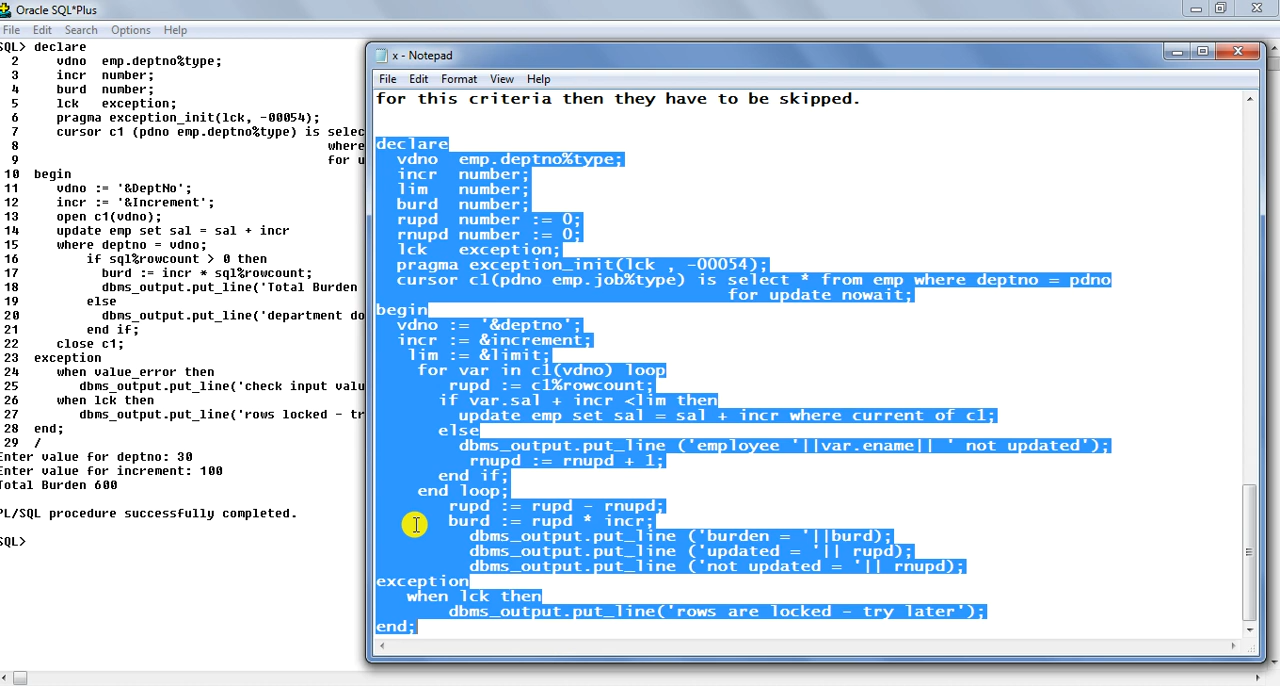 Oracle SQL*Plus
File Edit Search Options Help
SQL> declare
2 vdno emp.deptno%type;
3 incr number;
4 burd number;
5 lck exception;
6 pragma exception_init(lck, -00054);
7 cursor c1 (pdno emp.deptno%type) is selec
8 where
9 for u
10 begin
11 vdno := '&DeptNo';
12 incr := '&Increment';
13 open c1(vdno);
14 update emp set sal = sal + incr
15 where deptno = vdno;
16 if sql%rowcount > 0 then
17 burd := incr * sql%rowcount;
18 dbms_output.put_line('Total Burden
19 else
20 dbms_output.put_line('department do
21 end if;
22 close c1;
23 exception
24 when value_error then
25 dbms_output.put_line('check input valu
26 when lck then
27 dbms_output.put_line('rows locked - tr
28 end;
29 /
Enter value for deptno: 30
Enter value for increment: 100
Total Burden 600
PL/SQL procedure successfully completed.
SQL>
x - Notepad
File Edit Format View Help
for this criteria then they have to be skipped.
declare
vdno emp.deptno%type;
incr number;
lim number;
burd number;
rupd number := 0;
rnupd number := 0;
lck exception;
pragma exception_init(lck , -00054);
cursor c1(pdno emp.job%type) is select * from emp where deptno = pdno
for update nowait;
begin
vdno := '&deptno';
incr := &increment;
lim := &limit;
for var in c1(vdno) loop
rupd := c1%rowcount;
if var.sal + incr <lim then
update emp set sal = sal + incr where current of c1;
else
dbms_output.put_line ('employee '||var.ename|| ' not updated');
rnupd := rnupd + 1;
end if;
end loop;
rupd := rupd - rnupd;
burd := rupd * incr;
dbms_output.put_line ('burden = '||burd);
dbms_output.put_line ('updated = '|| rupd);
dbms_output.put_line ('not updated = '|| rnupd);
exception
when lck then
dbms_output.put_line('rows are locked - try later');
end;